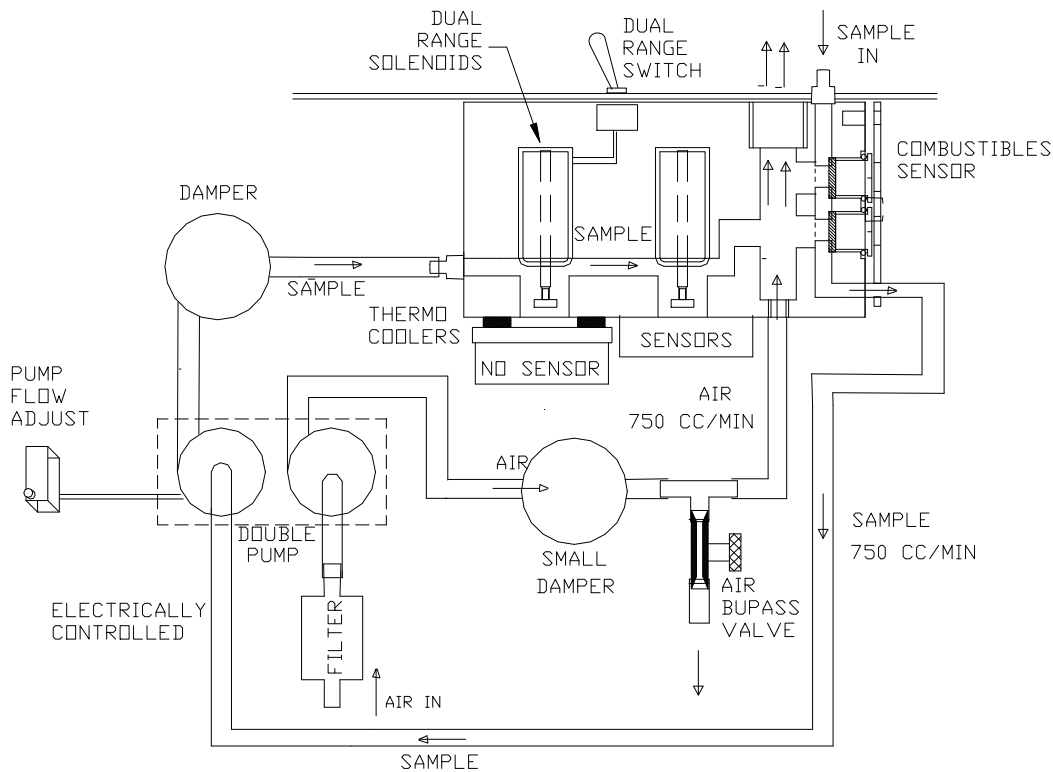 DUAL
RANGE
SOLENOIDS
DUAL
RANGE
SWITCH
SAMPLE
IN
COMBUSTIBLES
SENSOR
DAMPER
SAMPLE
SAMPLE
THERMO
COOLERS
SENSORS
NO SENSOR
PUMP
FLOW
ADJUST
AIR
750 CC/MIN
AIR
SAMPLE
750 CC/MIN
DOUBLE
PUMP
SMALL
DAMPER
AIR
BUPASS
VALVE
ELECTRICALLY
CONTROLLED
FILTER
AIR IN
SAMPLE